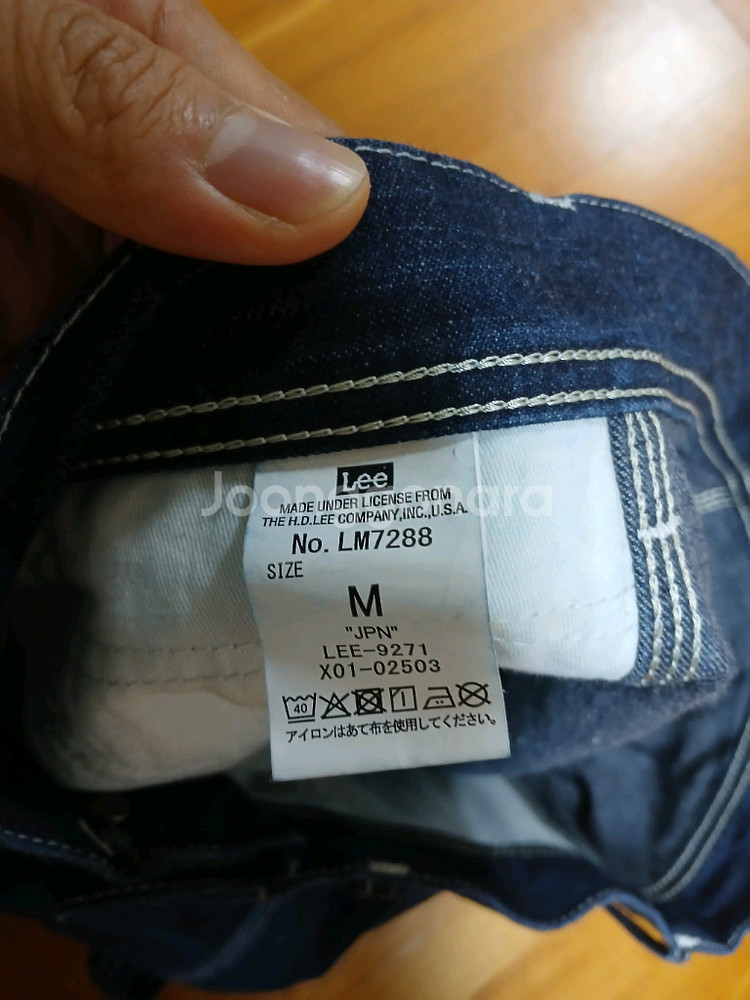 Lee
Joonggonara
MADE UNDER LICENSE FROM
THE H.D.LEE COMPANY,INC.,U.S.A.
No. LM7288
SIZE
M
"JPN"
LEE-9271
X01-02503
40
アイロンはあて布を使用してください。